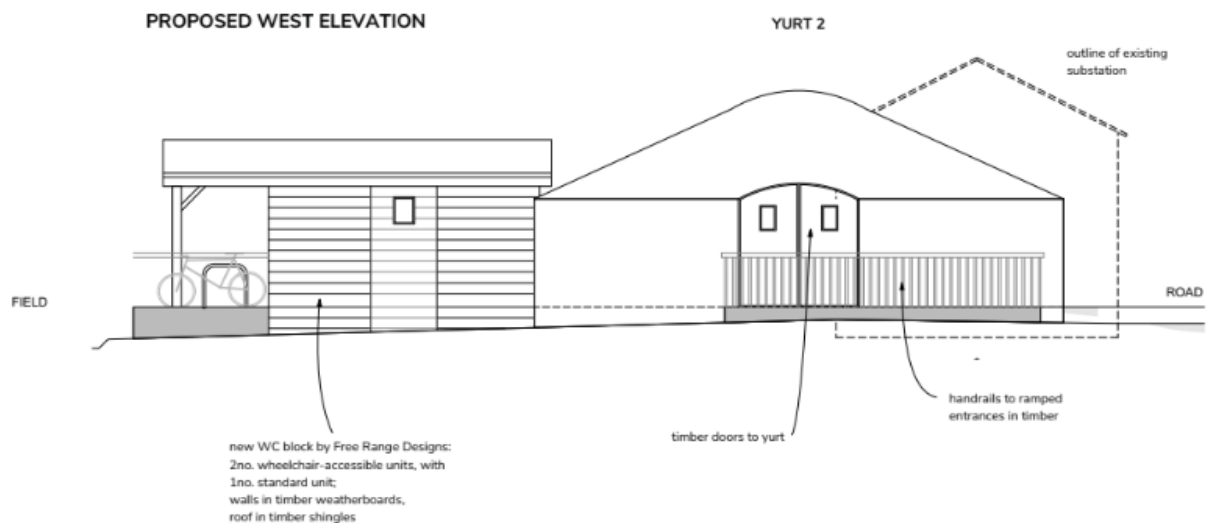 PROPOSED WEST ELEVATION
YURT 2
outline of existing
substation
FIELD
ROAD
handrails to ramped
entrances in timber
timber doors to yurt
new WC block by Free Range Designs:
2no. wheelchair-accessible units, with
1no. standard unit;
walls in timber weatherboards,
roof in timber shingles